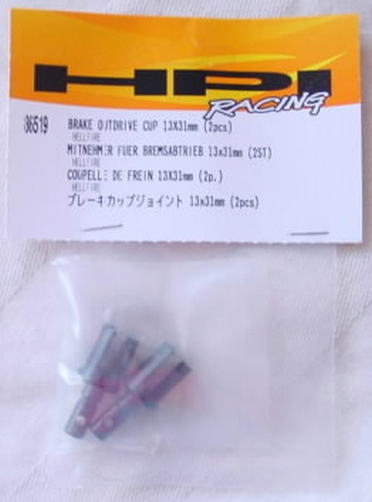 HPI
RACING
86519 BRAKE OUTDRIVE CUP 13X31mm (2pcs)
HELLFIRE
MITNEHMER FUER BREMSABTRIEB 13x31mm (2ST)
HELLFIRE
COUPELLE DE FREIN 13X31mm (2p.)
HELLFIRE
ブレーキカップジョイント 13x31mm (2pcs)